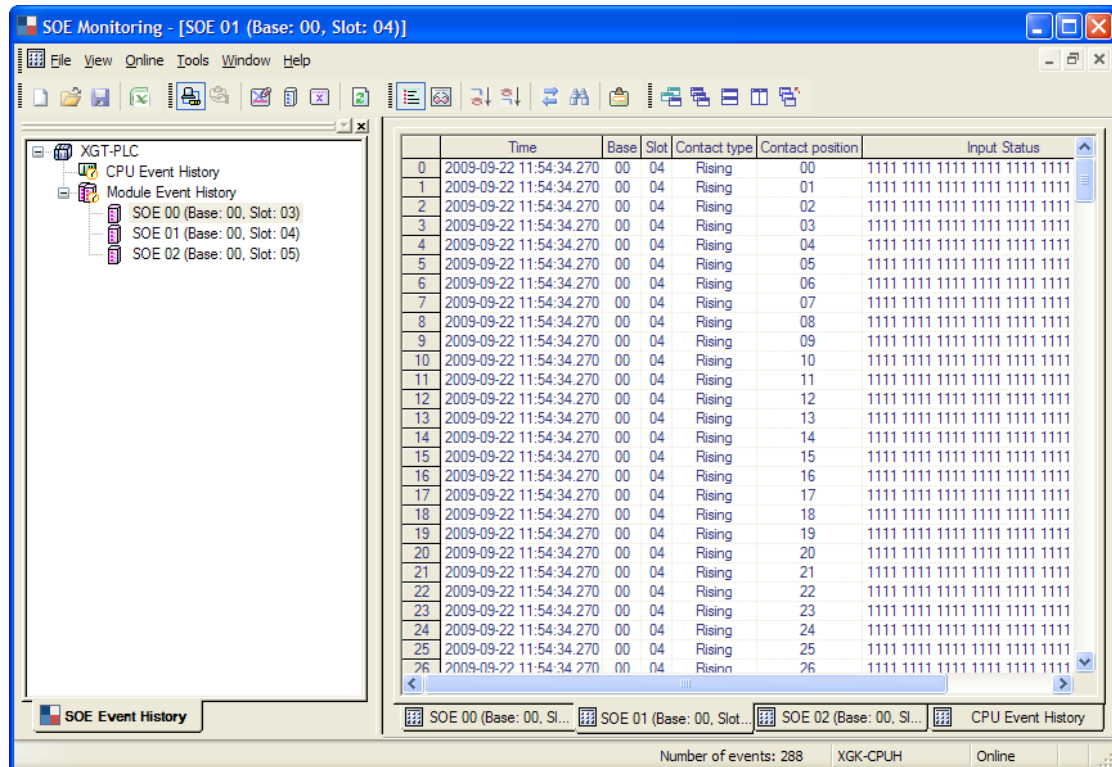 SOE Monitoring - [SOE 01 (Base: 00, Slot: 04)]
File View Online Tools Window Help
XGT-PLC
CPU Event History
Module Event History
SOE 00 (Base: 00, Slot: 03)
SOE 01 (Base: 00, Slot: 04)
SOE 02 (Base: 00, Slot: 05)
SOE Event History
Time Base Slot Contact type Contact position Input Status
0 2009-09-22 11:54:34.270 00 04 Rising 00 1111 1111 1111 1111 1111 1111
1 2009-09-22 11:54:34.270 00 04 Rising 01 1111 1111 1111 1111 1111 1111
2 2009-09-22 11:54:34.270 00 04 Rising 02 1111 1111 1111 1111 1111 1111
3 2009-09-22 11:54:34.270 00 04 Rising 03 1111 1111 1111 1111 1111 1111
4 2009-09-22 11:54:34.270 00 04 Rising 04 1111 1111 1111 1111 1111 1111
5 2009-09-22 11:54:34.270 00 04 Rising 05 1111 1111 1111 1111 1111 1111
6 2009-09-22 11:54:34.270 00 04 Rising 06 1111 1111 1111 1111 1111 1111
7 2009-09-22 11:54:34.270 00 04 Rising 07 1111 1111 1111 1111 1111 1111
8 2009-09-22 11:54:34.270 00 04 Rising 08 1111 1111 1111 1111 1111 1111
9 2009-09-22 11:54:34.270 00 04 Rising 09 1111 1111 1111 1111 1111 1111
10 2009-09-22 11:54:34.270 00 04 Rising 10 1111 1111 1111 1111 1111 1111
11 2009-09-22 11:54:34.270 00 04 Rising 11 1111 1111 1111 1111 1111 1111
12 2009-09-22 11:54:34.270 00 04 Rising 12 1111 1111 1111 1111 1111 1111
13 2009-09-22 11:54:34.270 00 04 Rising 13 1111 1111 1111 1111 1111 1111
14 2009-09-22 11:54:34.270 00 04 Rising 14 1111 1111 1111 1111 1111 1111
15 2009-09-22 11:54:34.270 00 04 Rising 15 1111 1111 1111 1111 1111 1111
16 2009-09-22 11:54:34.270 00 04 Rising 16 1111 1111 1111 1111 1111 1111
17 2009-09-22 11:54:34.270 00 04 Rising 17 1111 1111 1111 1111 1111 1111
18 2009-09-22 11:54:34.270 00 04 Rising 18 1111 1111 1111 1111 1111 1111
19 2009-09-22 11:54:34.270 00 04 Rising 19 1111 1111 1111 1111 1111 1111
20 2009-09-22 11:54:34.270 00 04 Rising 20 1111 1111 1111 1111 1111 1111
21 2009-09-22 11:54:34.270 00 04 Rising 21 1111 1111 1111 1111 1111 1111
22 2009-09-22 11:54:34.270 00 04 Rising 22 1111 1111 1111 1111 1111 1111
23 2009-09-22 11:54:34.270 00 04 Rising 23 1111 1111 1111 1111 1111 1111
24 2009-09-22 11:54:34.270 00 04 Rising 24 1111 1111 1111 1111 1111 1111
25 2009-09-22 11:54:34.270 00 04 Rising 25 1111 1111 1111 1111 1111 1111
26 2009-09-22 11:54:34.270 00 04 Rising 26 1111 1111 1111 1111 1111 1111
SOE 00 (Base: 00, Sl... SOE 01 (Base: 00, Slot... SOE 02 (Base: 00, Sl... CPU Event History
Number of events: 288 XGK-CPUH Online